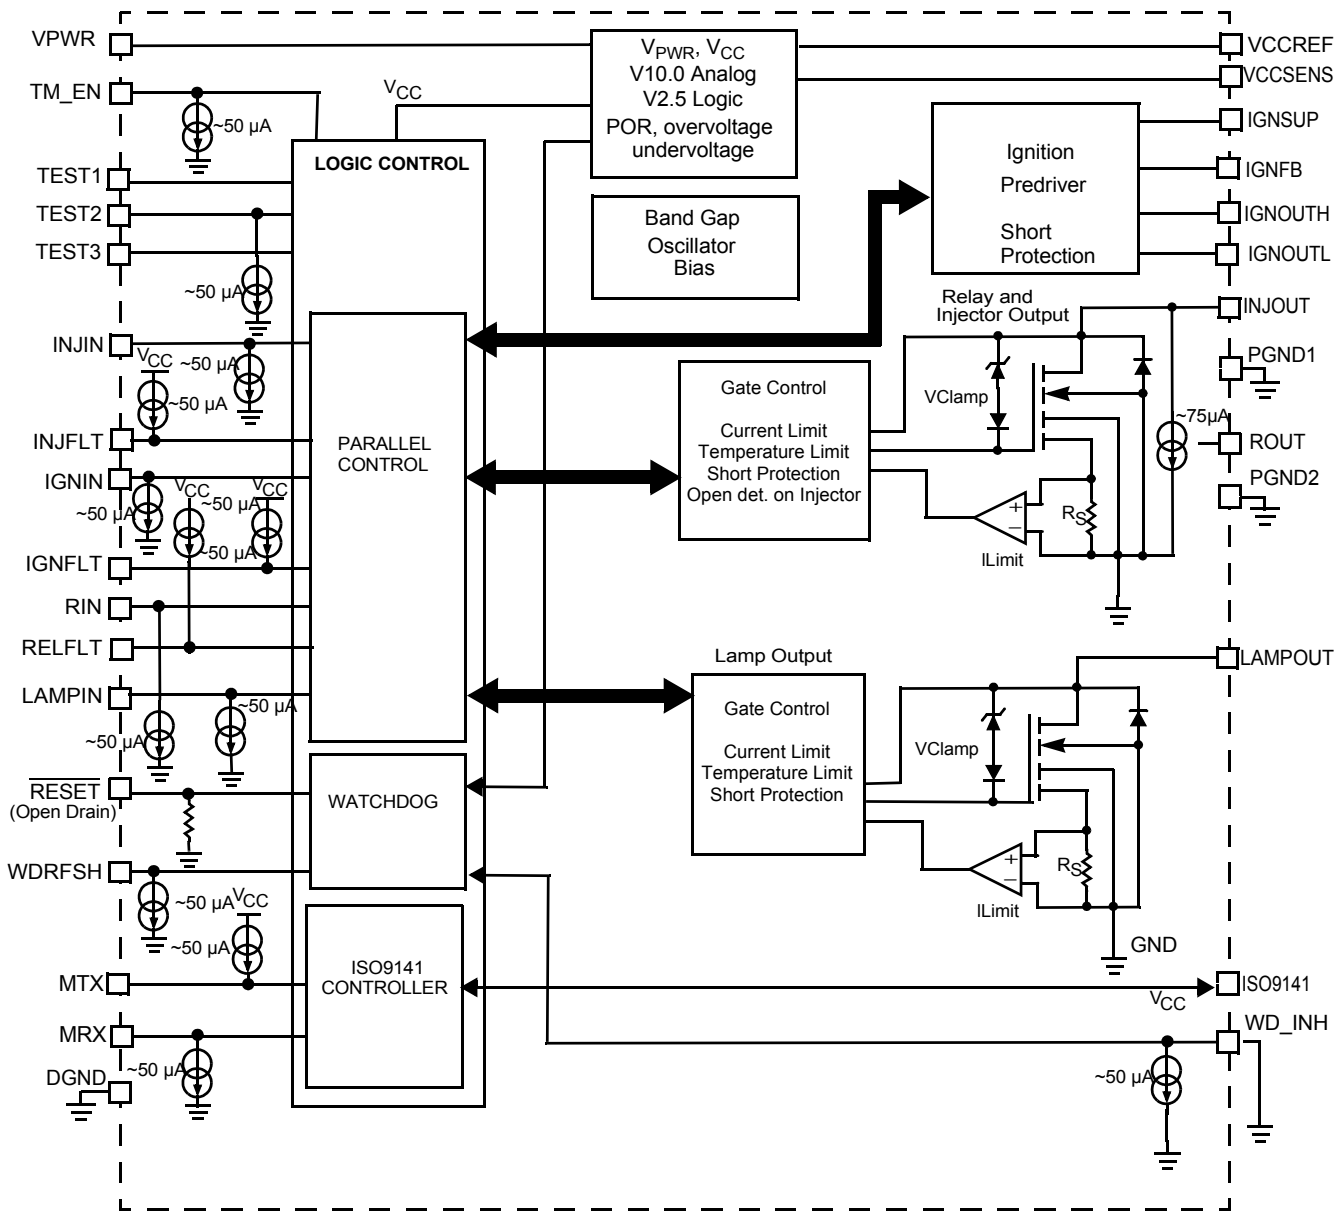 VPWR
TM_EN
~50 µA
TEST1
TEST2
TEST3
~50 µA
INJIN
VCC
~50 µA
~50 µA
INJFLT
IGNIN
VCC
~50 µA
VCC
~50 µA
~50 µA
IGNFLT
RIN
RELFLT
LAMPIN
~50 µA
~50 µA
RESET
(Open Drain)
WDRFSH
~50 µA
VCC
~50 µA
MTX
MRX
~50 µA
DGND
VCC
LOGIC CONTROL
PARALLEL
CONTROL
WATCHDOG
ISO9141
CONTROLLER
VPWR, VCC
V10.0 Analog
V2.5 Logic
POR, overvoltage
undervoltage
Band Gap
Oscillator
Bias
Ignition
Predriver
Short
Protection
Relay and
Injector Output
Gate Control
Current Limit
Temperature Limit
Short Protection
Open det. on Injector
VClamp
+
–
RS
ILimit
~75µA
Lamp Output
Gate Control
Current Limit
Temperature Limit
Short Protection
VClamp
+
–
RS
ILimit
GND
VCC
~50 µA
VCCREF
VCCSENS
IGNSUP
IGNFB
IGNOUTH
IGNOUTL
INJOUT
PGND1
ROUT
PGND2
LAMPOUT
ISO9141
WD_INH